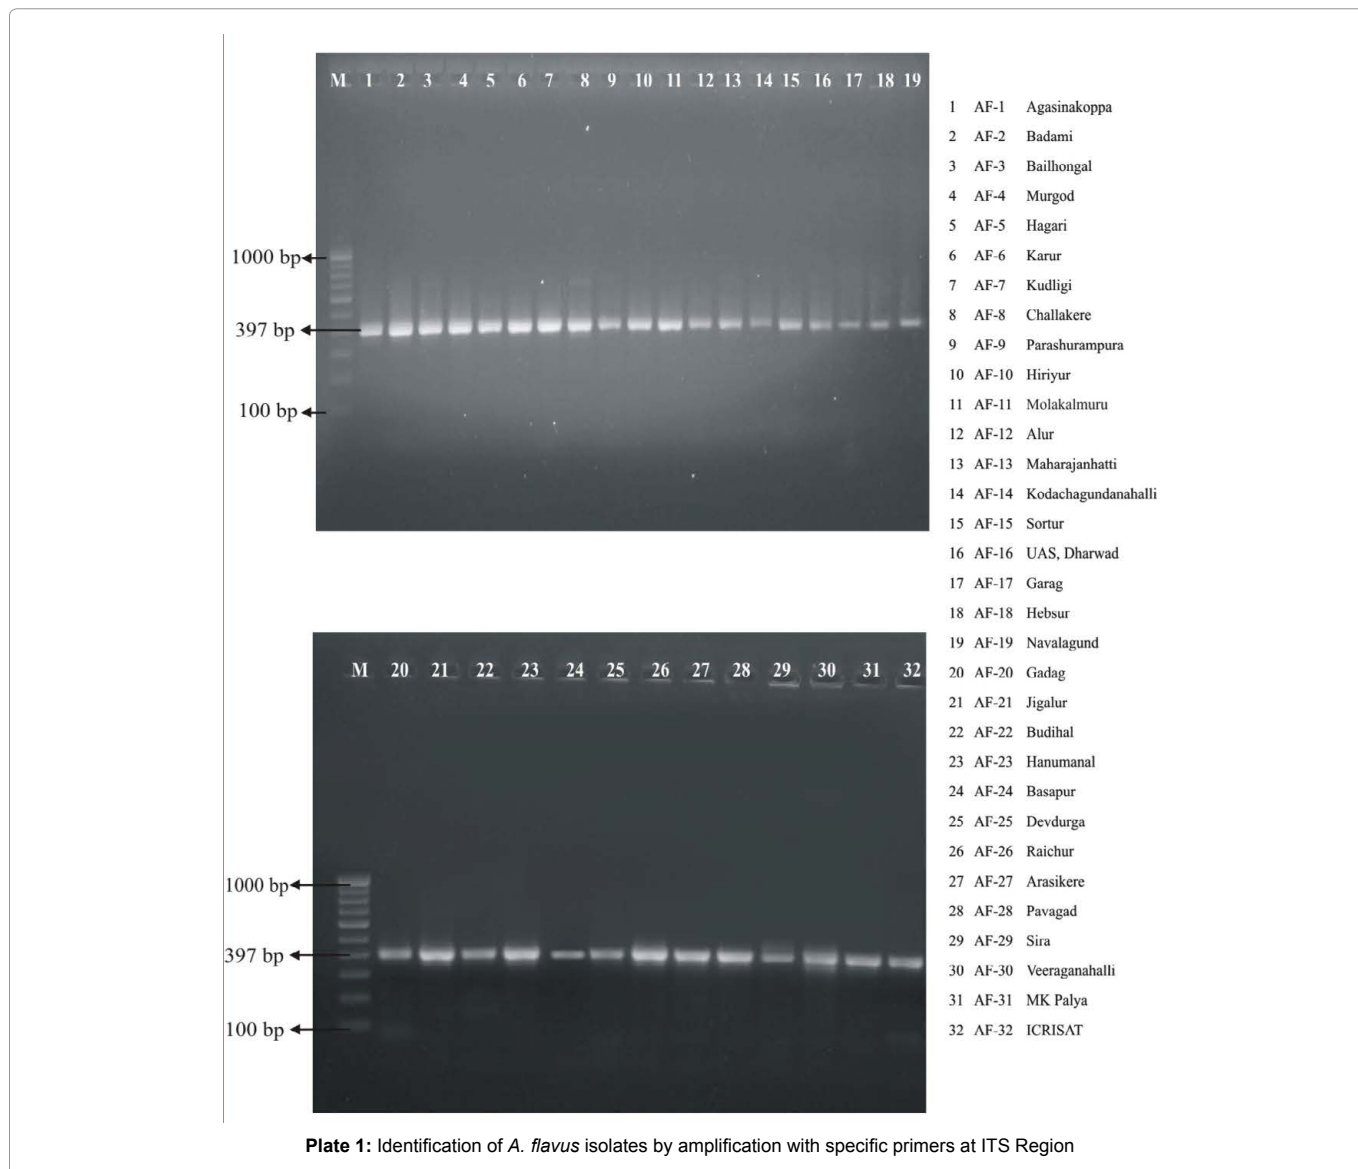 M 1 2 3 4 5 6 7 8 9 10 11 12 13 14 15 16 17 18 19
1000 bp
397 bp
100 bp
M 20 21 22 23 24 25 26 27 28 29 30 31 32
1000 bp
397 bp
100 bp
1 AF-1 Agasinakoppa
2 AF-2 Badami
3 AF-3 Bailhongal
4 AF-4 Murgod
5 AF-5 Hagari
6 AF-6 Karur
7 AF-7 Kudligi
8 AF-8 Challakere
9 AF-9 Parashurampura
10 AF-10 Hiriyur
11 AF-11 Molakalmuru
12 AF-12 Alur
13 AF-13 Maharajanhatti
14 AF-14 Kodachagundanahalli
15 AF-15 Sortur
16 AF-16 UAS, Dharwad
17 AF-17 Garag
18 AF-18 Hebsur
19 AF-19 Navalagund
20 AF-20 Gadag
21 AF-21 Jigalur
22 AF-22 Budihal
23 AF-23 Hanumanal
24 AF-24 Basapur
25 AF-25 Devdurga
26 AF-26 Raichur
27 AF-27 Arasikere
28 AF-28 Pavagad
29 AF-29 Sira
30 AF-30 Veeraganahalli
31 AF-31 MK Palya
32 AF-32 ICRISAT
Plate 1: Identification of A. flavus isolates by amplification with specific primers at ITS Region